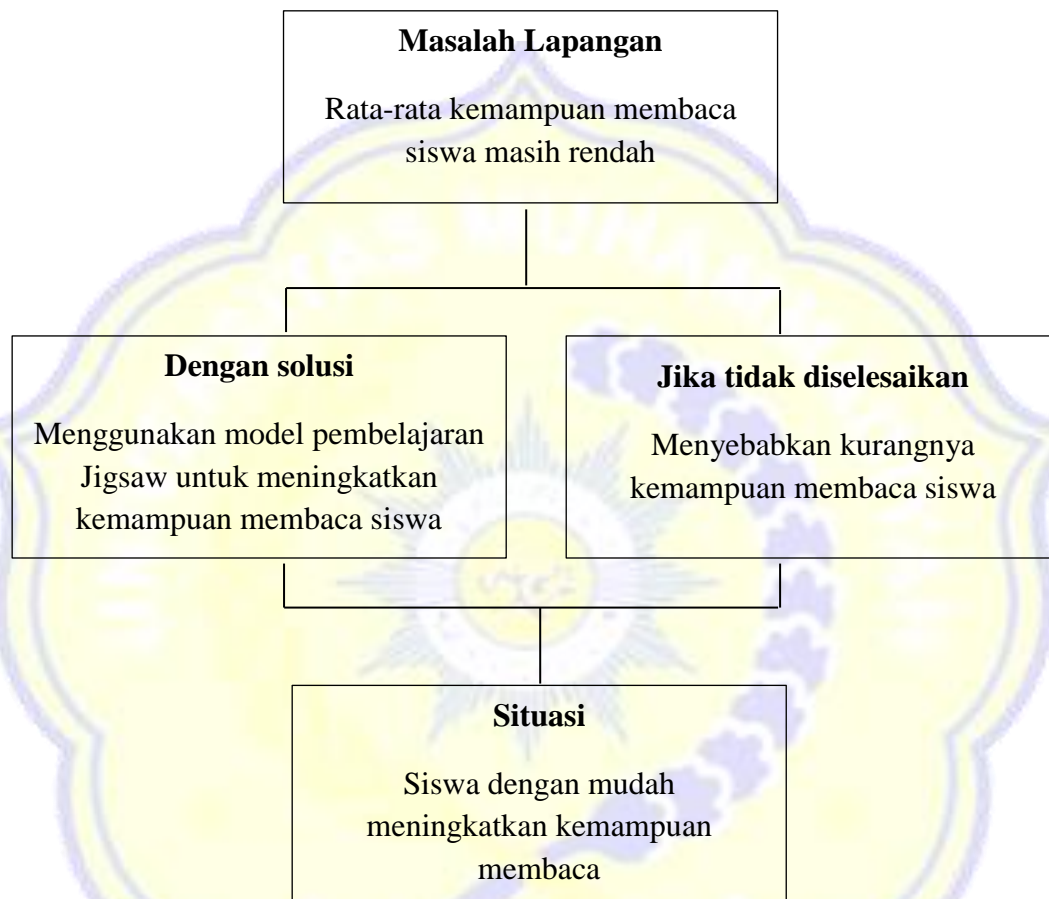 Masalah Lapangan
Rata-rata kemampuan membaca
siswa masih rendah
Dengan solusi
Menggunakan model pembelajaran
Jigsaw untuk meningkatkan
kemampuan membaca siswa
Jika tidak diselesaikan
Menyebabkan kurangnya
kemampuan membaca siswa
Situasi
Siswa dengan mudah
meningkatkan kemampuan
membaca